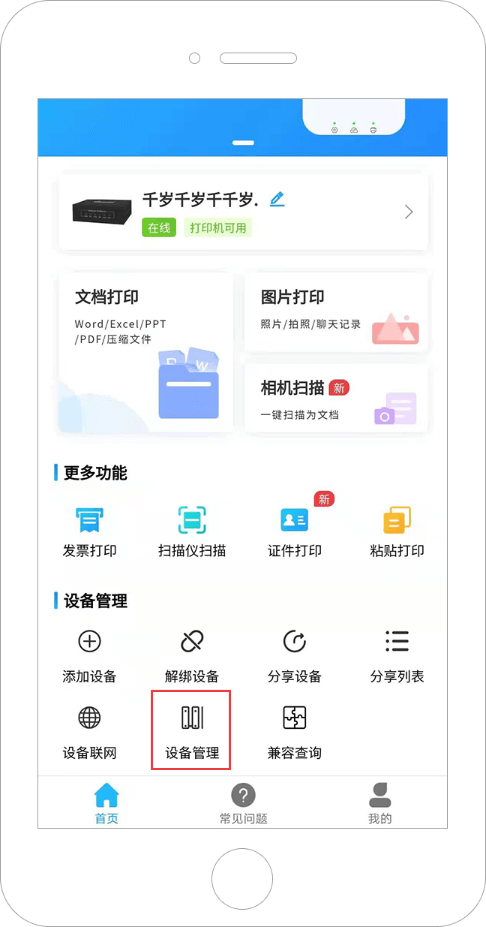 千岁千岁千千岁.
在线 打印机可用
文档打印
Word/Excel/PPT
/PDF/压缩文件
图片打印
照片/拍照/聊天记录
相机扫描 新
一键扫描为文档
更多功能
新
发票打印 扫描仪扫描 证件打印 粘贴打印
设备管理
添加设备 解绑设备 分享设备 分享列表
设备联网 设备管理 兼容查询
首页 常见问题 我的